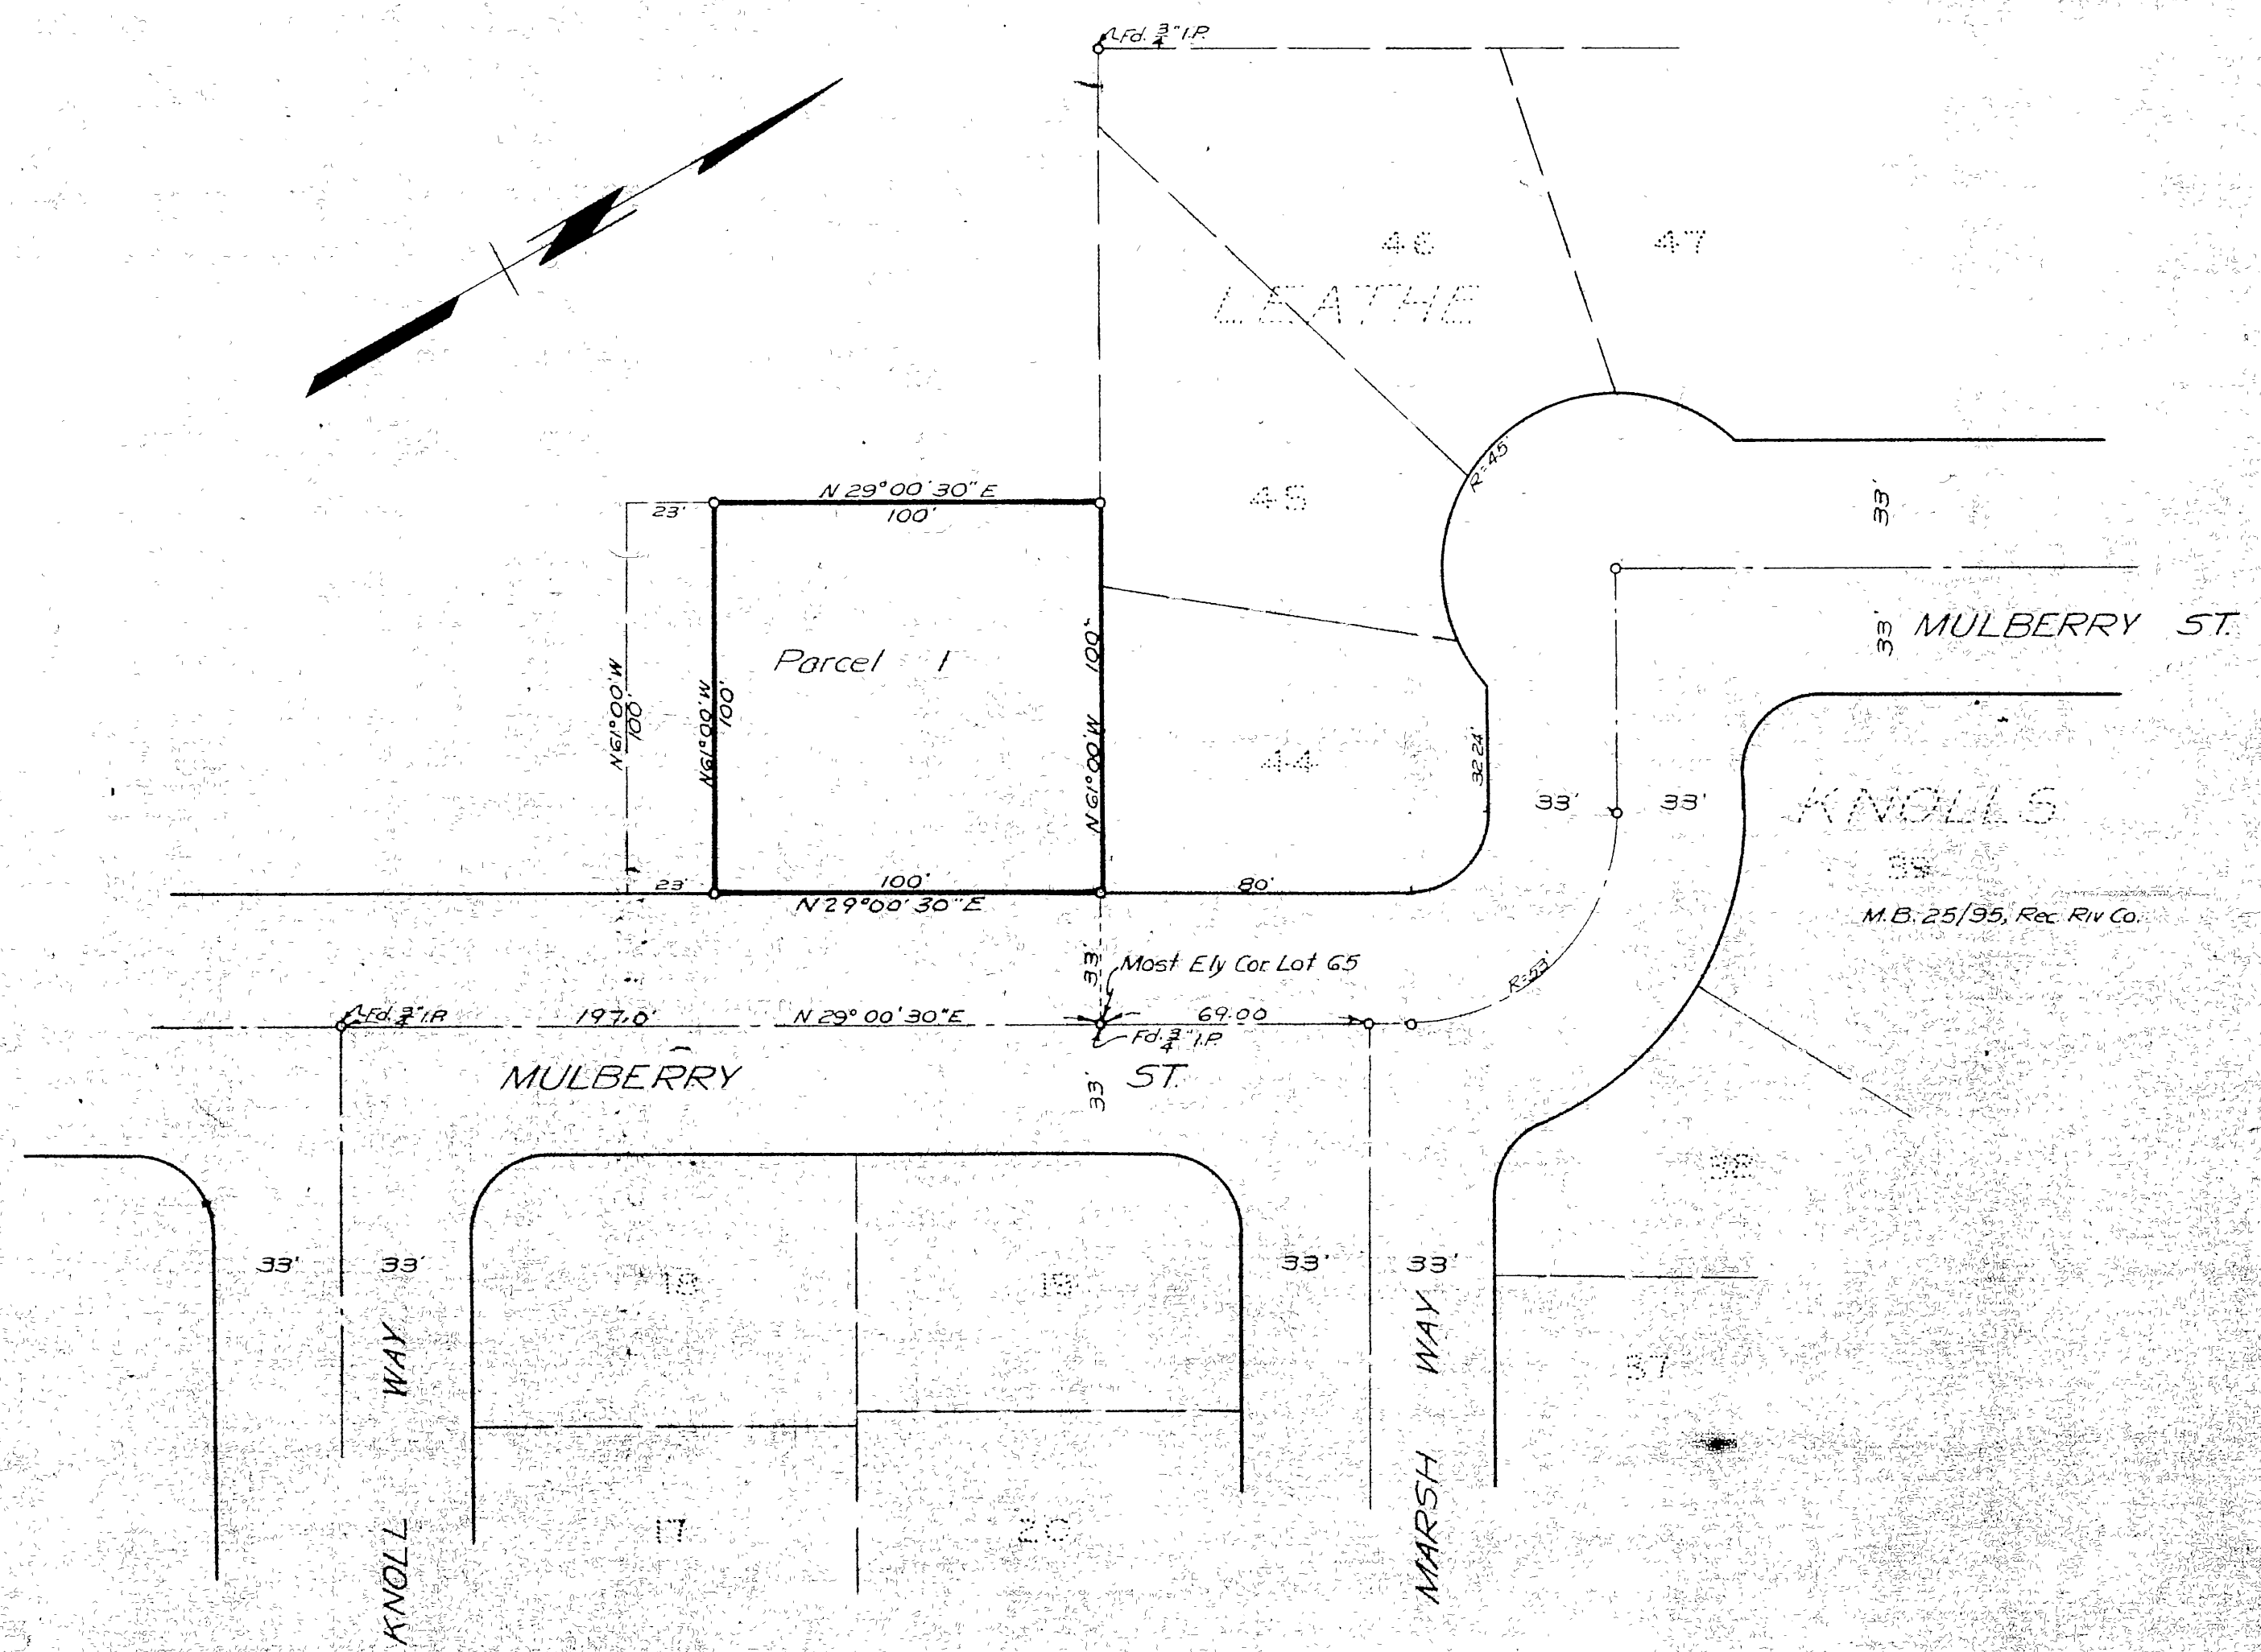 Fd. 3/4" I.P.
46
47
LEATHE
R=45'
N 29°00'30"E
23'
100'
45
33'
Parcel 1
100'
N61°00'W
100'
N61°00'W
100'
N61°00'W
33'
MULBERRY ST.
44
32.24'
33'
33'
KNOLLS
39
M.B. 25/95, Rec. Riv. Co.
23'
100'
80'
N 29°00'30"E
33'
Most Ely Cor. Lot 65
R=53'
Fd. 3/4" I.P.
197.0'
N 29°00'30"E
69.00
Fd. 3/4" I.P.
MULBERRY ST.
33'
38
33'
33'
18
19
33'
33'
37
17
20
KNOLL WAY
MARSH WAY